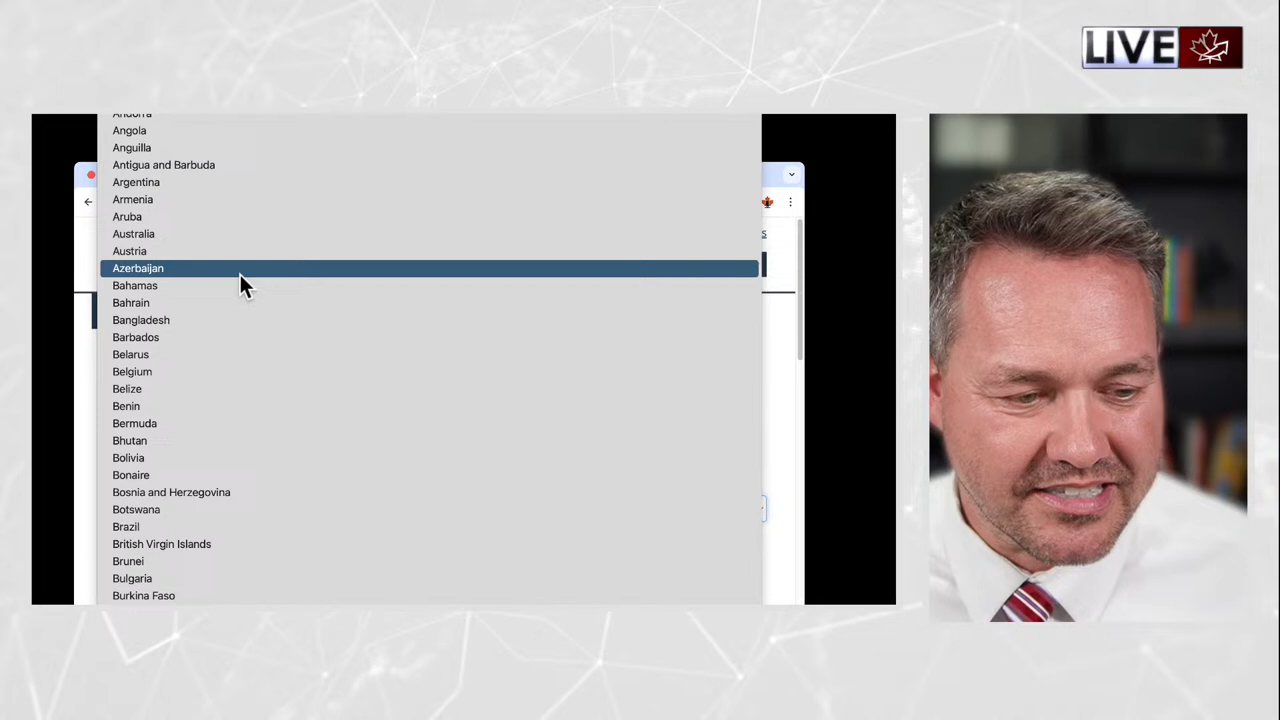 LIVE
Andorra
Angola
Anguilla
Antigua and Barbuda
Argentina
Armenia
Aruba
Australia
s
Austria
Azerbaijan
Bahamas
Bahrain
Bangladesh
Barbados
Belarus
Belgium
Belize
Benin
Bermuda
Bhutan
Bolivia
Bonaire
Bosnia and Herzegovina
Botswana
Brazil
British Virgin Islands
Brunei
Bulgaria
Burkina Faso